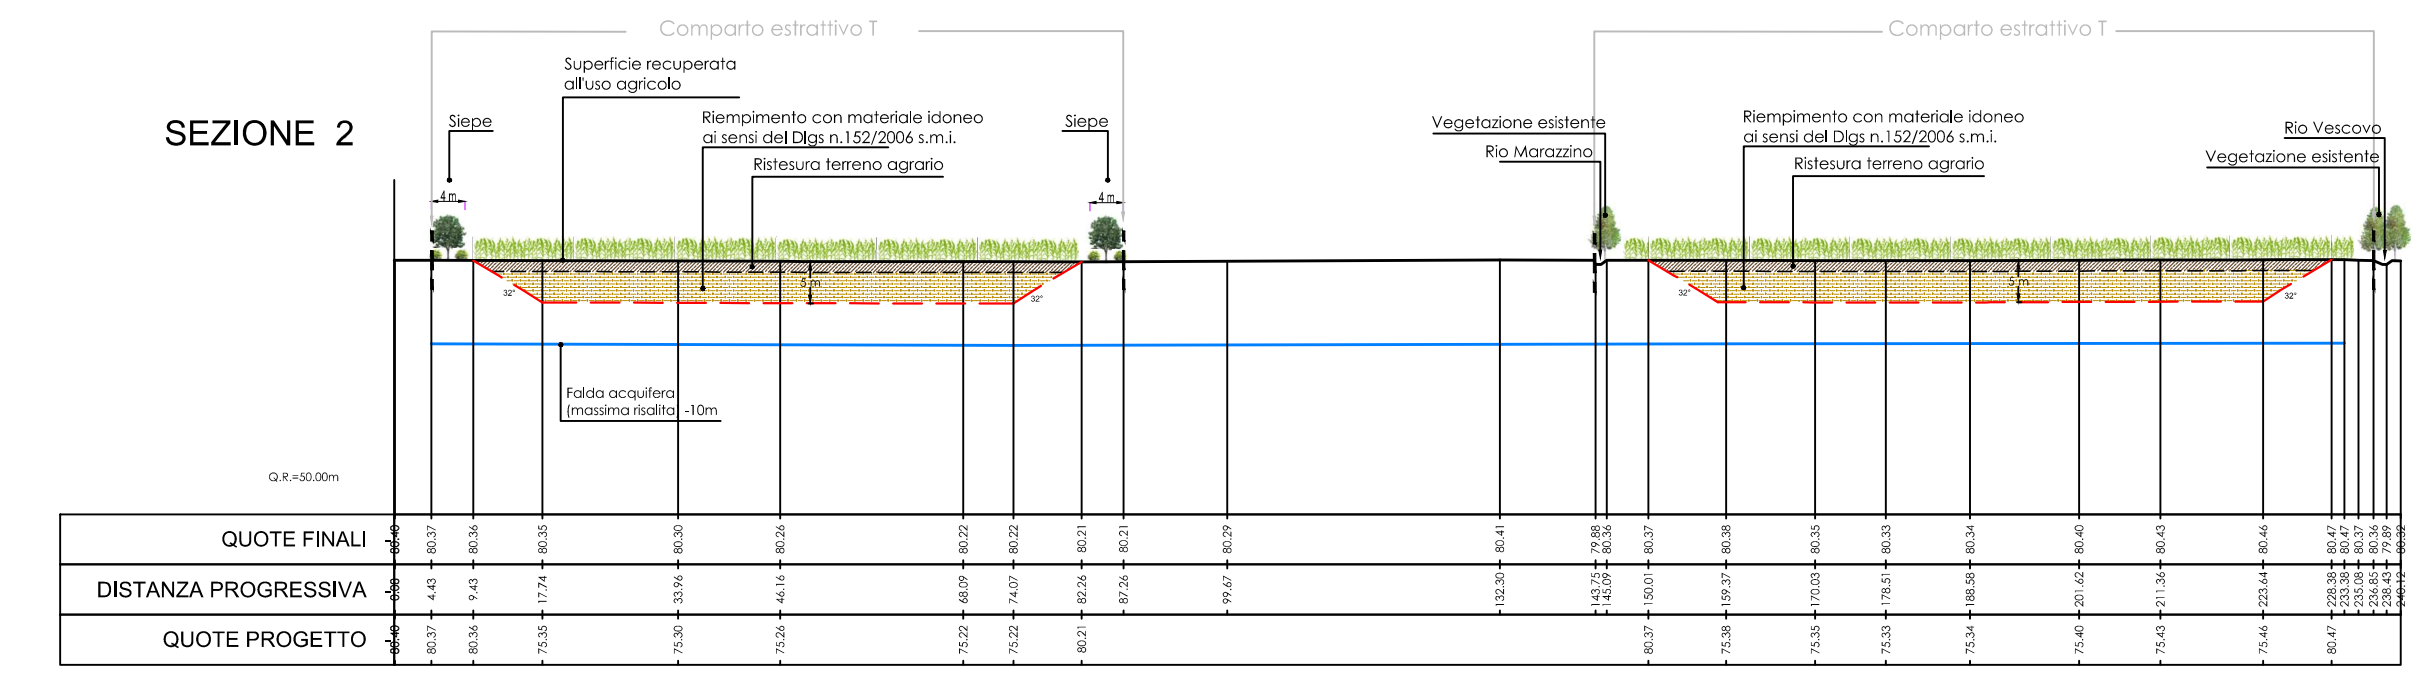 Comparto estrattivo T
Comparto estrattivo T
Superficie recuperata
all'uso agricolo
SEZIONE 2
Siepe
Riempimento con materiale idoneo
ai sensi del Dlgs n.152/2006 s.m.i.
Ristesura terreno agrario
Siepe
Vegetazione esistente
Rio Marazzino
Riempimento con materiale idoneo
ai sensi del Dlgs n.152/2006 s.m.i.
Ristesura terreno agrario
Rio Vescovo
Vegetazione esistente
4 m
4 m
32°
5 m
32°
32°
5 m
32°
Falda acquifera
(massima risalita) -10m
Q.R.=50.00m
QUOTE FINALI 80.40 80.37 80.36 80.35 80.30 80.26 80.22 80.22 80.21 80.21 80.29 80.41 79.88 80.36 80.37 80.38 80.35 80.33 80.34 80.40 80.43 80.46 80.47 80.47 80.37 80.36 79.89 80.32
DISTANZA PROGRESSIVA 0.00 4.43 9.43 17.74 33.96 46.16 68.09 74.07 82.26 87.26 99.67 132.30 143.75 145.09 150.01 159.37 170.03 178.51 188.58 201.62 211.36 223.64 228.38 233.38 235.08 236.85 238.43 240.12
QUOTE PROGETTO 80.40 80.37 80.36 75.35 75.30 75.26 75.22 75.22 80.21 80.37 75.38 75.35 75.33 75.34 75.40 75.43 75.46 80.47